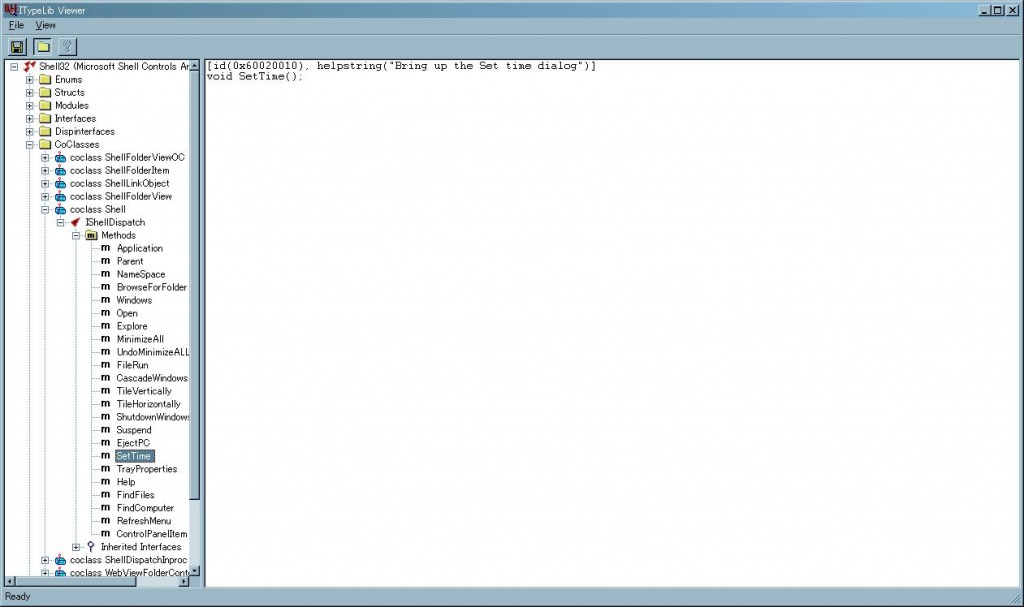 ITypeLib Viewer
File View
Shell32 (Microsoft Shell Controls Ar
Enums
Structs
Modules
Interfaces
Dispinterfaces
CoClasses
coclass ShellFolderViewOC
coclass ShellFolderItem
coclass ShellLinkObject
coclass ShellFolderView
coclass Shell
IShellDispatch
m Methods
m Application
m Parent
m NameSpace
m BrowseForFolder
m Windows
m Open
m Explore
m MinimizeAll
m UndoMinimizeALL
m FileRun
m CascadeWindows
m TileVertically
m TileHorizontally
m ShutdownWindows
m Suspend
m EjectPC
m SetTime
m TrayProperties
m Help
m FindFiles
m FindComputer
m RefreshMenu
m ControlPanelItem
Inherited Interfaces
coclass ShellDispatchInproc
coclass WebViewFolderCont
[id(0x60020010), helpstring("Bring up the Set time dialog")]
void SetTime();
Ready